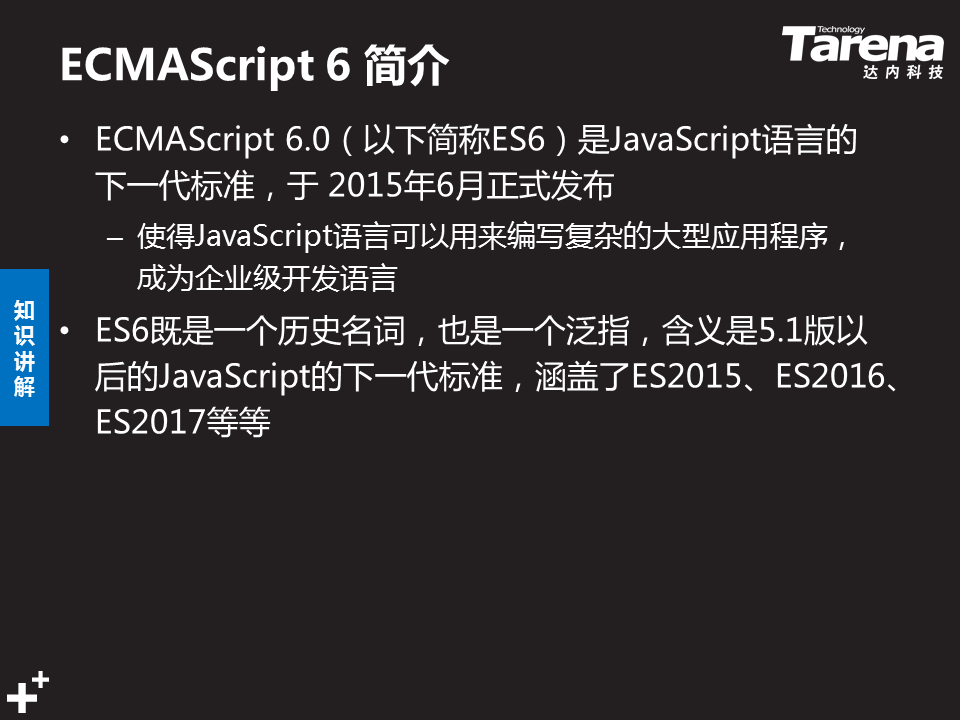 ECMAScript 6 简介
Technology
Tarena
达内科技
• ECMAScript 6.0（以下简称ES6）是JavaScript语言的
下一代标准，于 2015年6月正式发布
– 使得JavaScript语言可以用来编写复杂的大型应用程序，
成为企业级开发语言
知
识
讲
解
• ES6既是一个历史名词，也是一个泛指，含义是5.1版以
后的JavaScript的下一代标准，涵盖了ES2015、ES2016、
ES2017等等